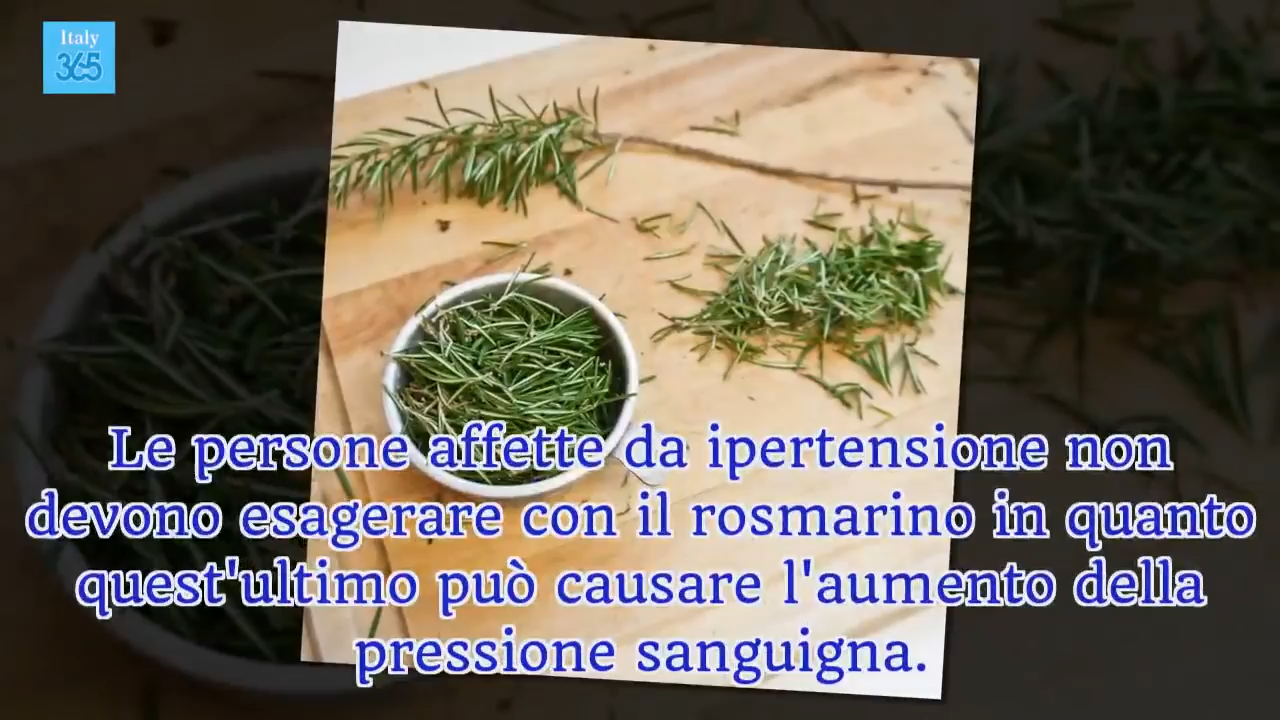 Italy
365
Le persone affette da ipertensione non
devono esagerare con il rosmarino in quanto
quest'ultimo può causare l'aumento della
pressione sanguigna.